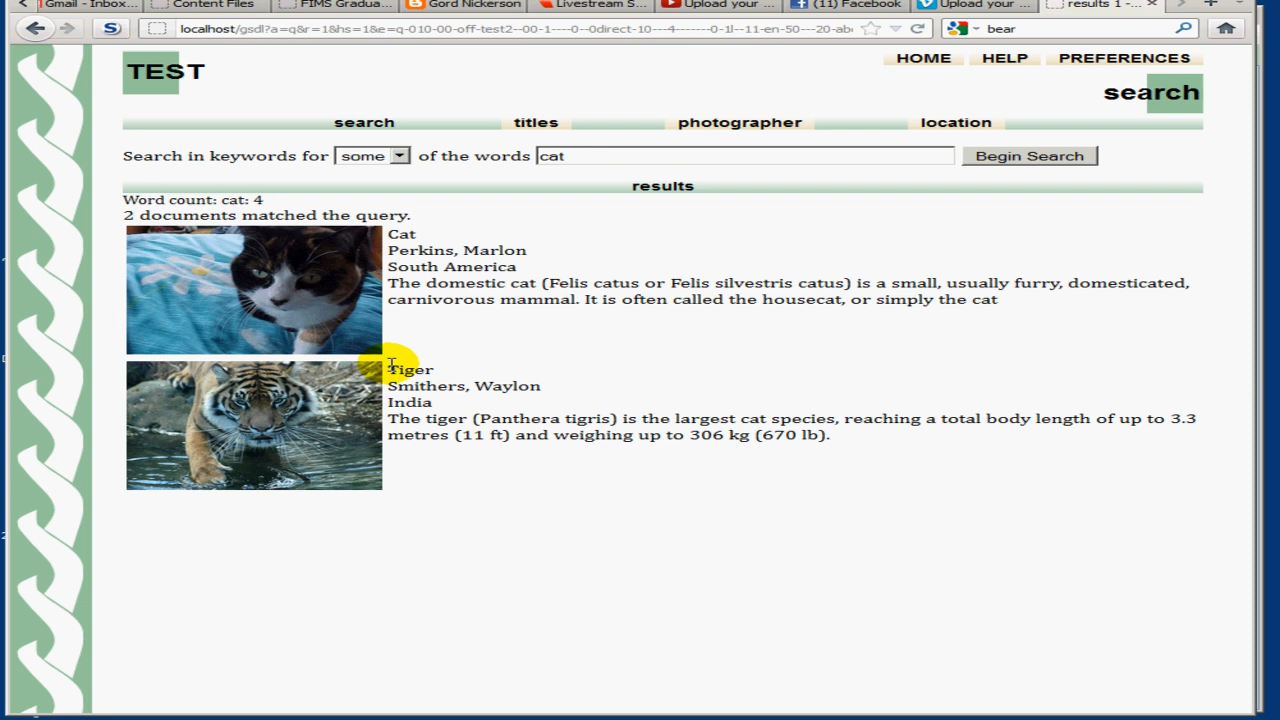 Gmail - Inbox... Content Files FIMS Gradua... Gord Nickerson Livestream S... Upload your ... (11) Facebook Upload your ... results 1 -...
localhost/gsdl?a=q&r=1&hs=1&e=q-010-00-off-test2--00-1----0--0direct-10---4-------0-1l--11-en-50---20-ab bear
TEST
HOME HELP PREFERENCES
search
search titles photographer location
Search in keywords for some of the words cat Begin Search
results
Word count: cat: 4
2 documents matched the query.
Cat
Perkins, Marlon
South America
The domestic cat (Felis catus or Felis silvestris catus) is a small, usually furry, domesticated,
carnivorous mammal. It is often called the housecat, or simply the cat
Tiger
Smithers, Waylon
India
The tiger (Panthera tigris) is the largest cat species, reaching a total body length of up to 3.3
metres (11 ft) and weighing up to 306 kg (670 lb).